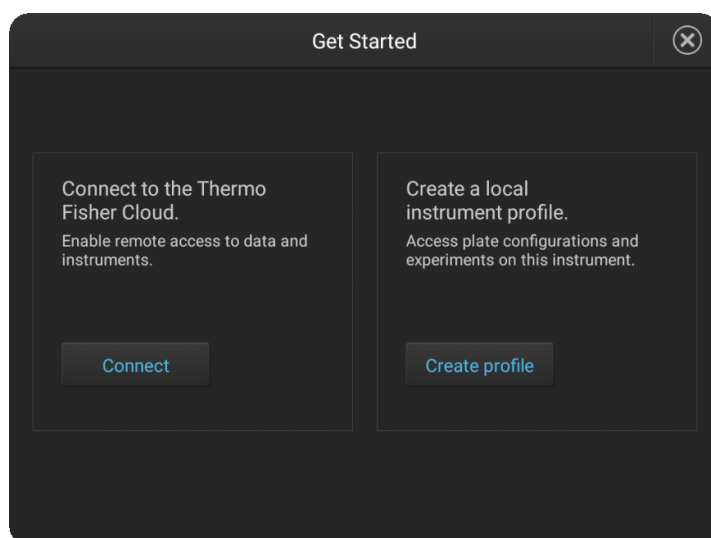 Get Started
Connect to the Thermo
Fisher Cloud.
Enable remote access to data and
instruments.
Connect
Create a local
instrument profile.
Access plate configurations and
experiments on this instrument.
Create profile